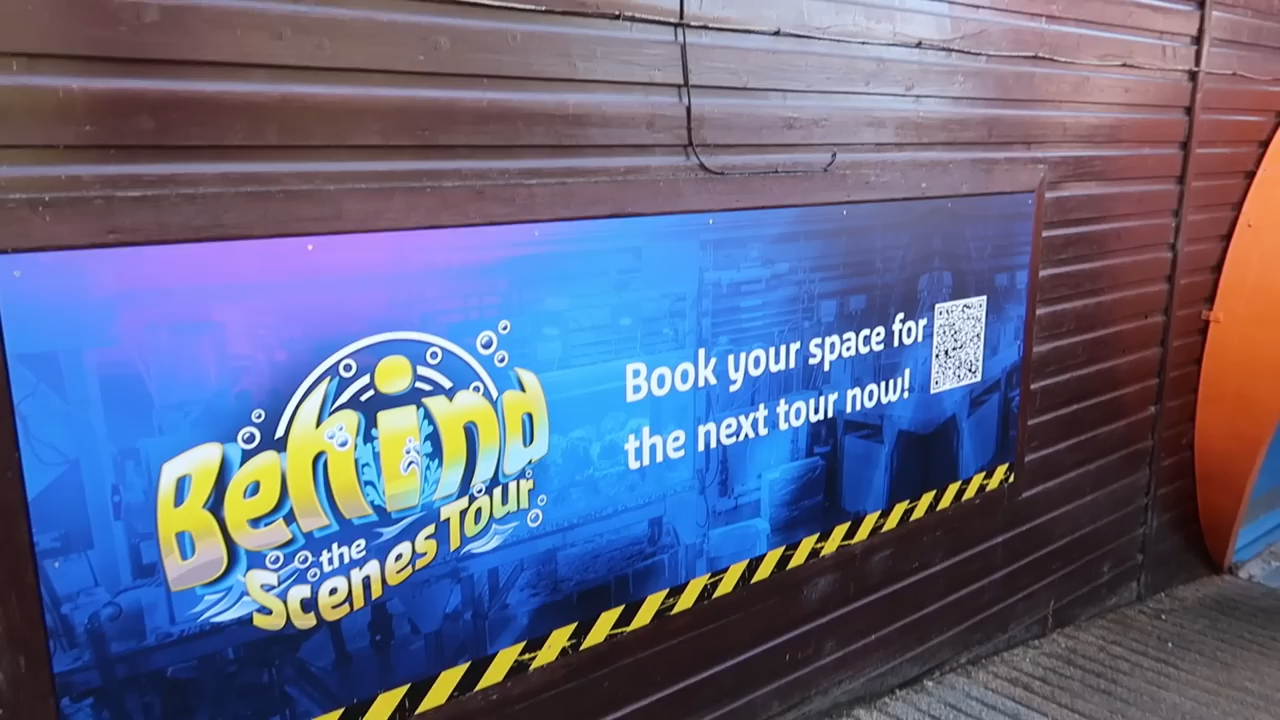 Behind
the
Scenes Tour
Book your space for
the next tour now!